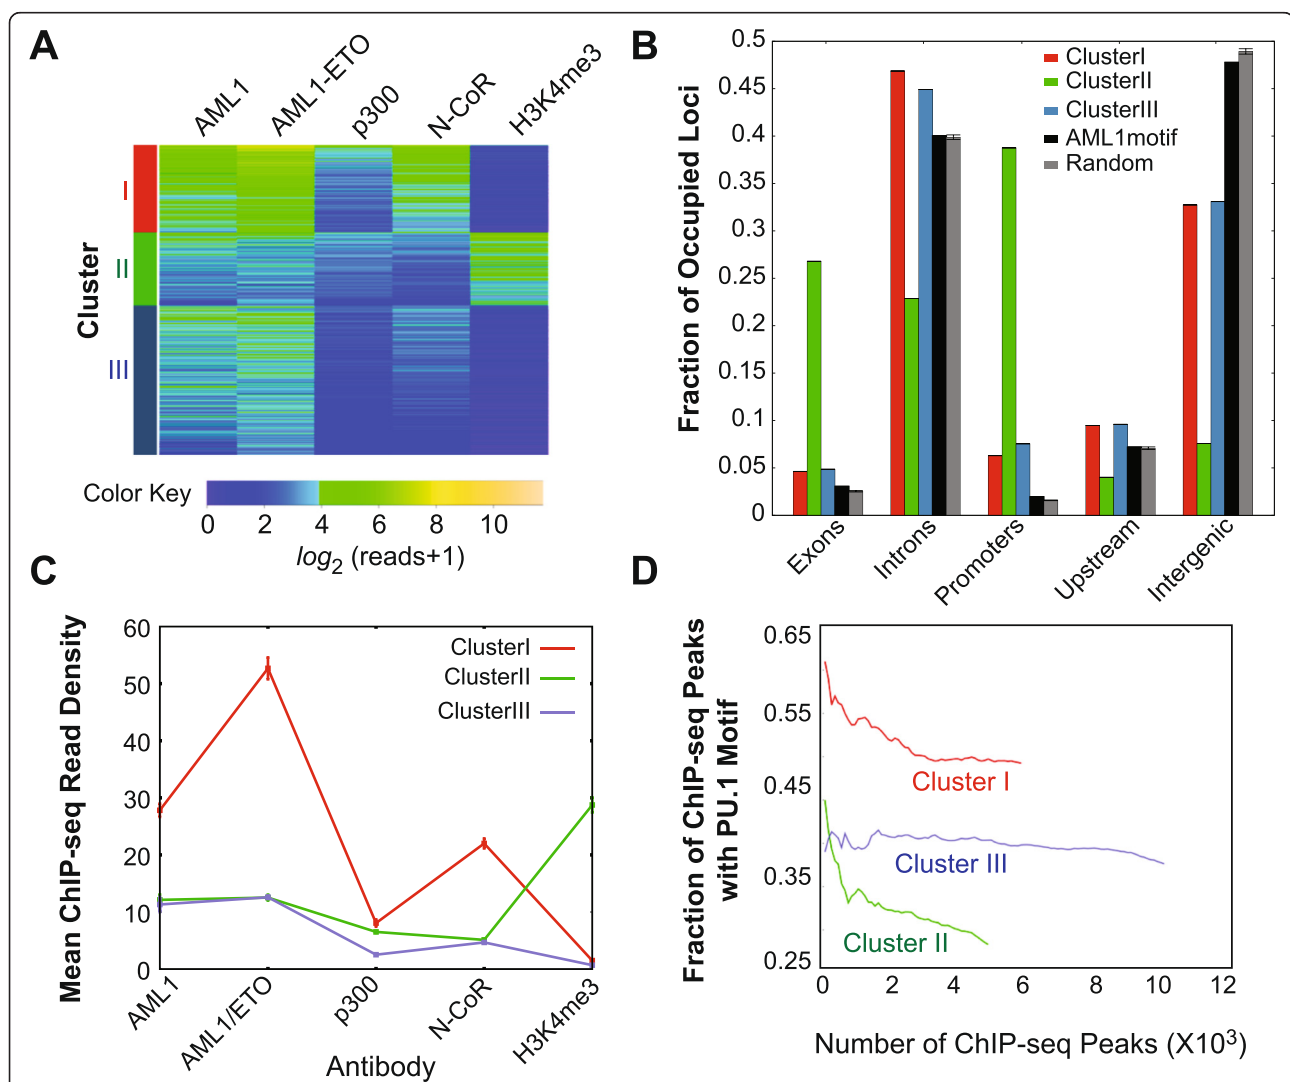 A
AML1
AML1-ETO
p300
N-CoR
H3K4me3
Cluster
I
II
III
Color Key
0 2 4 6 8 10
log2 (reads+1)
B
Fraction of Occupied Loci
0.5
0.45
0.4
0.35
0.3
0.25
0.2
0.15
0.1
0.05
0
ClusterI
ClusterII
ClusterIII
AML1motif
Random
Exons
Introns
Promoters
Upstream
Intergenic
C
Mean ChIP-seq Read Density
60
50
40
30
20
10
0
ClusterI
ClusterII
ClusterIII
AML1
AML1/ETO
p300
N-CoR
H3K4me3
Antibody
D
Fraction of ChIP-seq Peaks
with PU.1 Motif
0.65
0.55
0.45
0.35
0.25
Cluster I
Cluster III
Cluster II
0 2 4 6 8 10 12
Number of ChIP-seq Peaks (X10³)